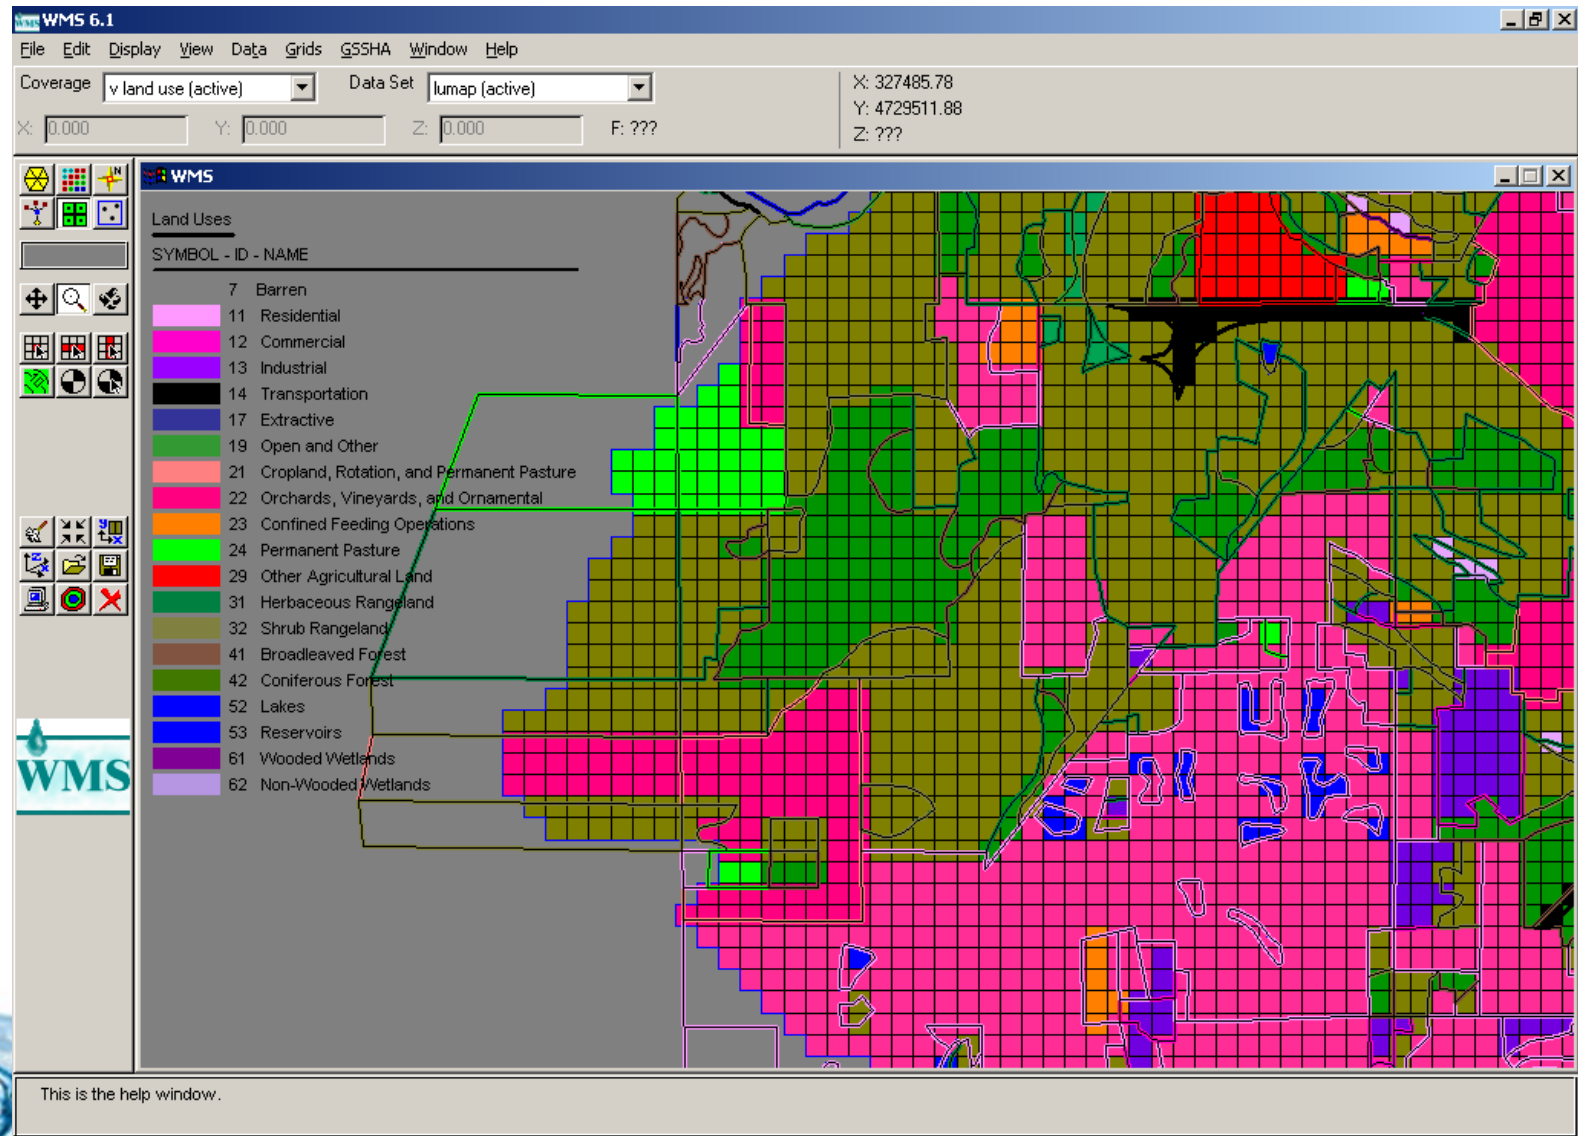 WMS 6.1
File Edit Display View Data Grids GSSHA Window Help
Coverage v land use (active) Data Set lumap (active) X: 327485.78
Y: 4729511.88
X: 0.000 Y: 0.000 Z: 0.000 F: ??? Z: ???
WMS
Land Uses
SYMBOL - ID - NAME
7 Barren
11 Residential
12 Commercial
13 Industrial
14 Transportation
17 Extractive
19 Open and Other
21 Cropland, Rotation, and Permanent Pasture
22 Orchards, Vineyards, and Ornamental
23 Confined Feeding Operations
24 Permanent Pasture
29 Other Agricultural Land
31 Herbaceous Rangeland
32 Shrub Rangeland
41 Broadleaved Forest
42 Coniferous Forest
52 Lakes
53 Reservoirs
61 Wooded Wetlands
62 Non-Wooded Wetlands
WMS
This is the help window.